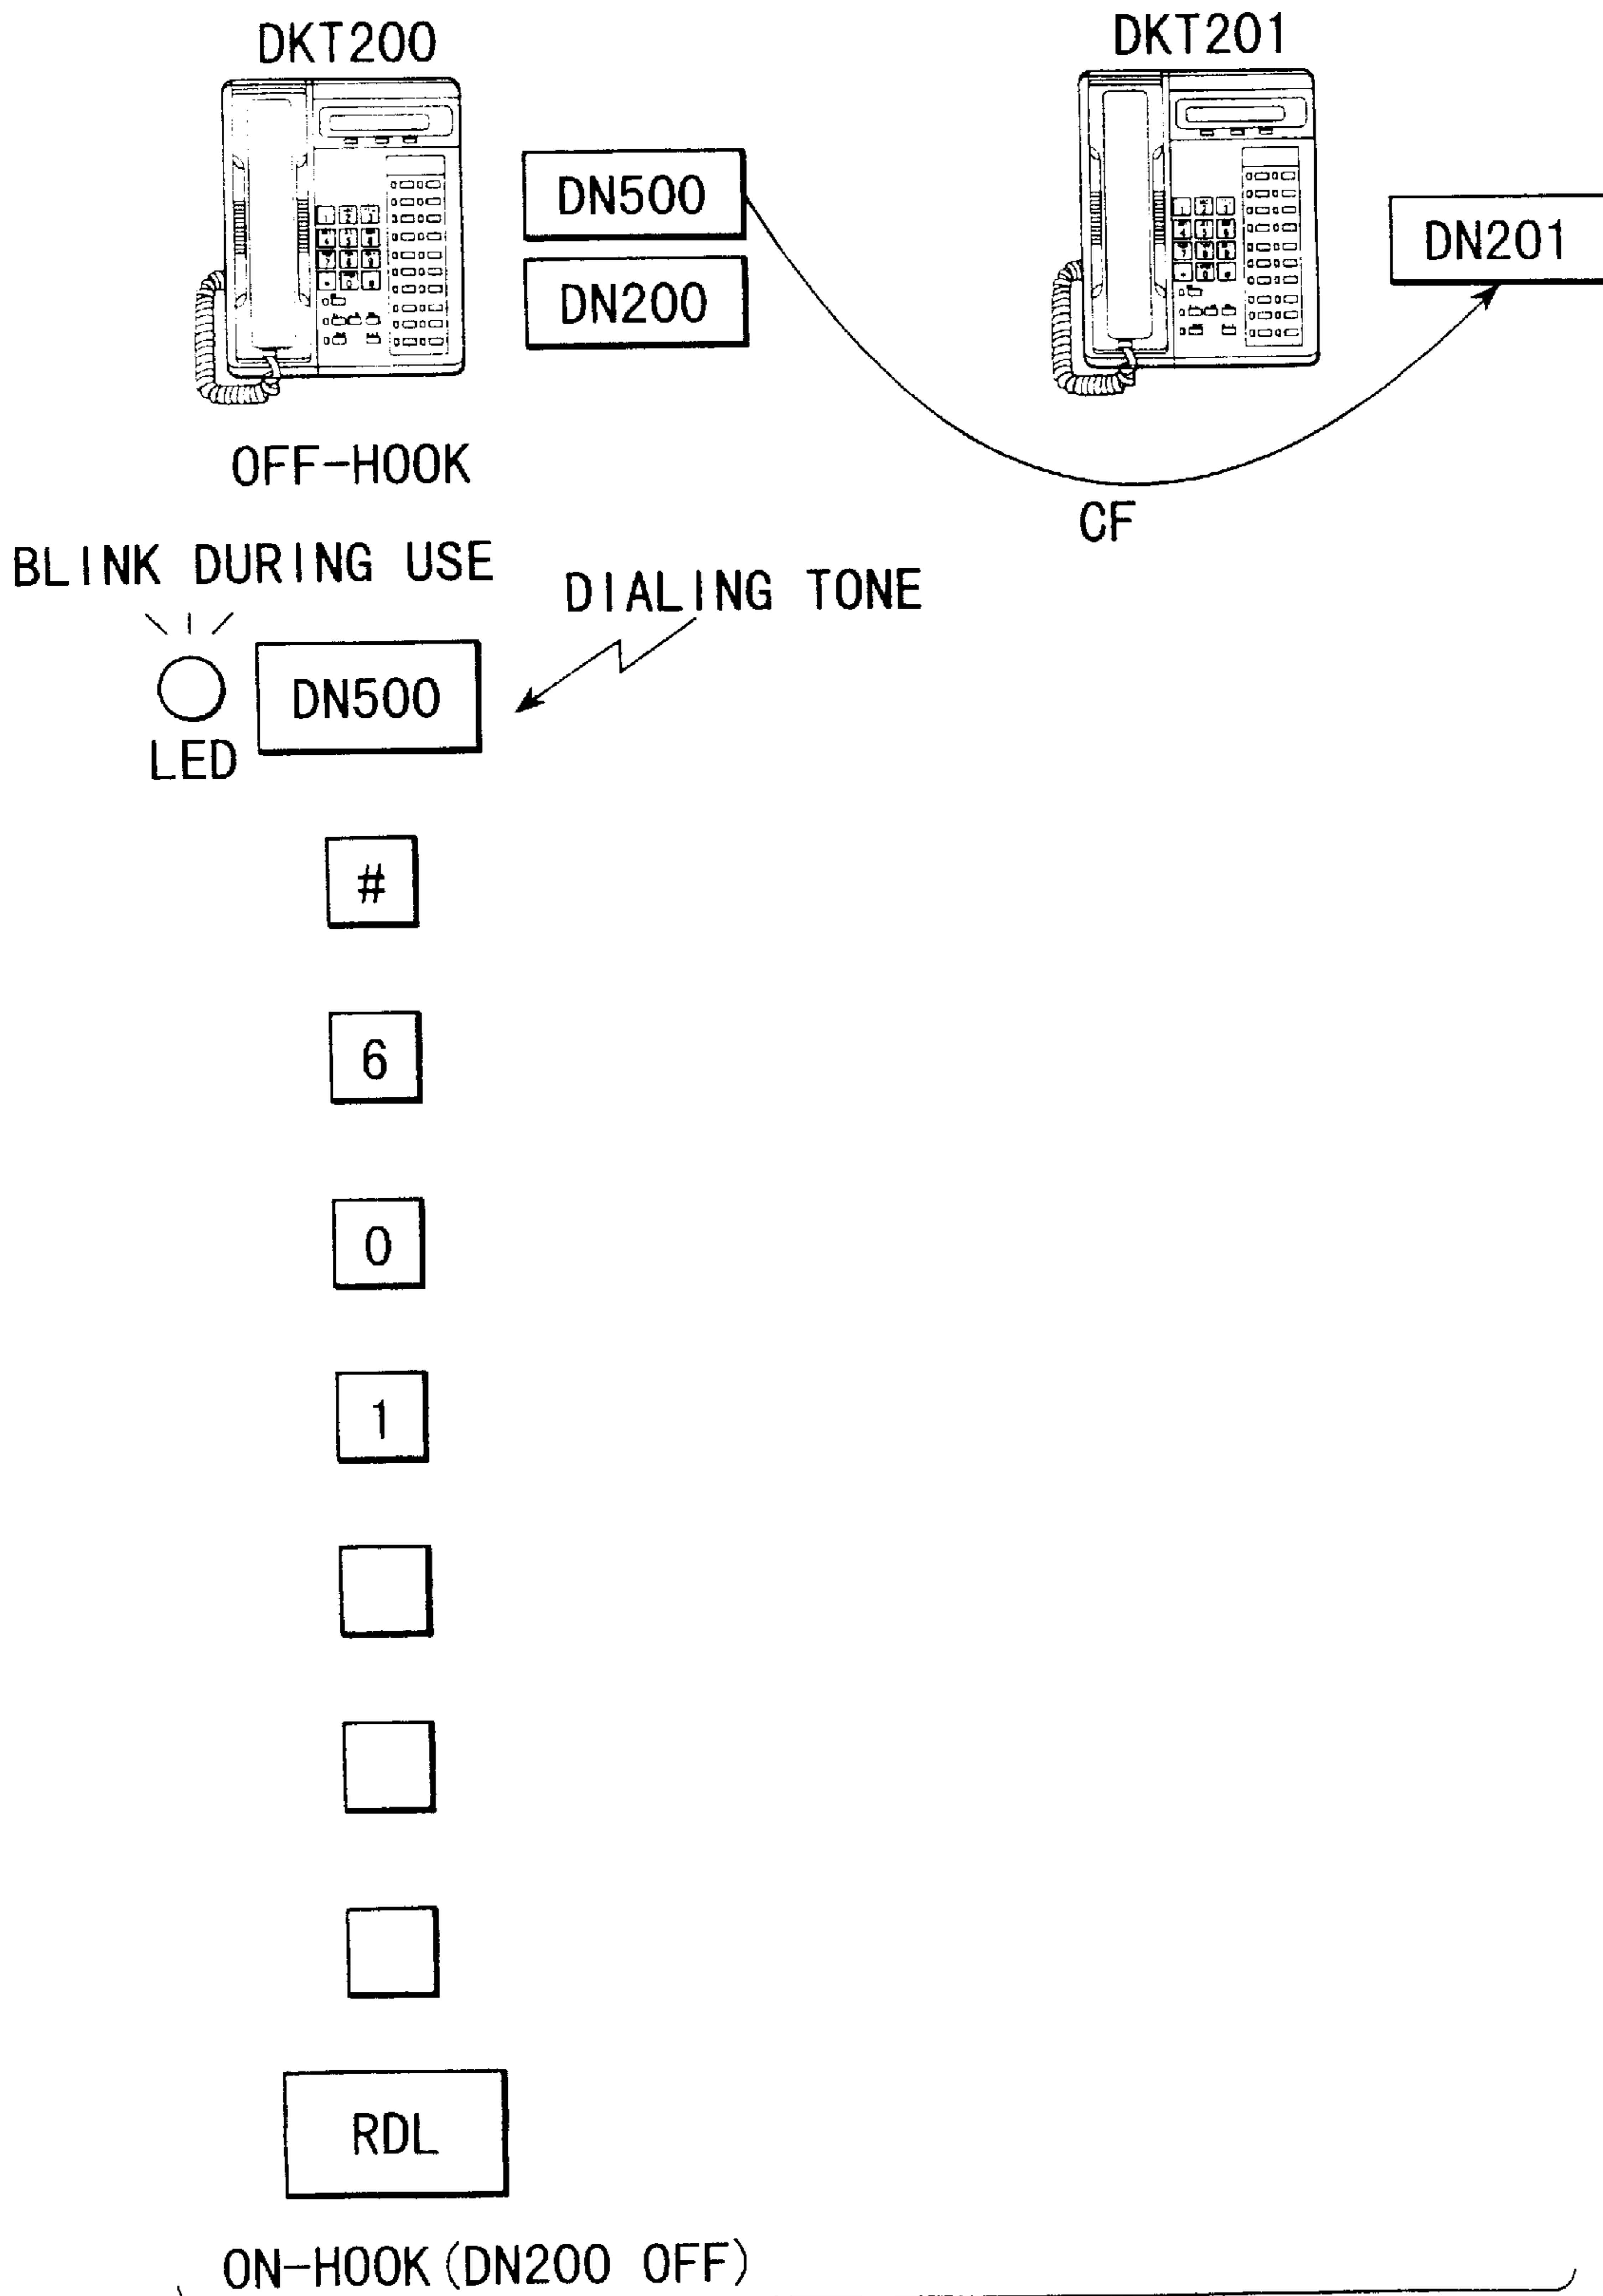 DKT200
DKT201
DN500
DN200
DN201
OFF-HOOK
CF
BLINK DURING USE
DIALING TONE
DN500
LED
#
6
0
1
RDL
ON-HOOK (DN200 OFF)